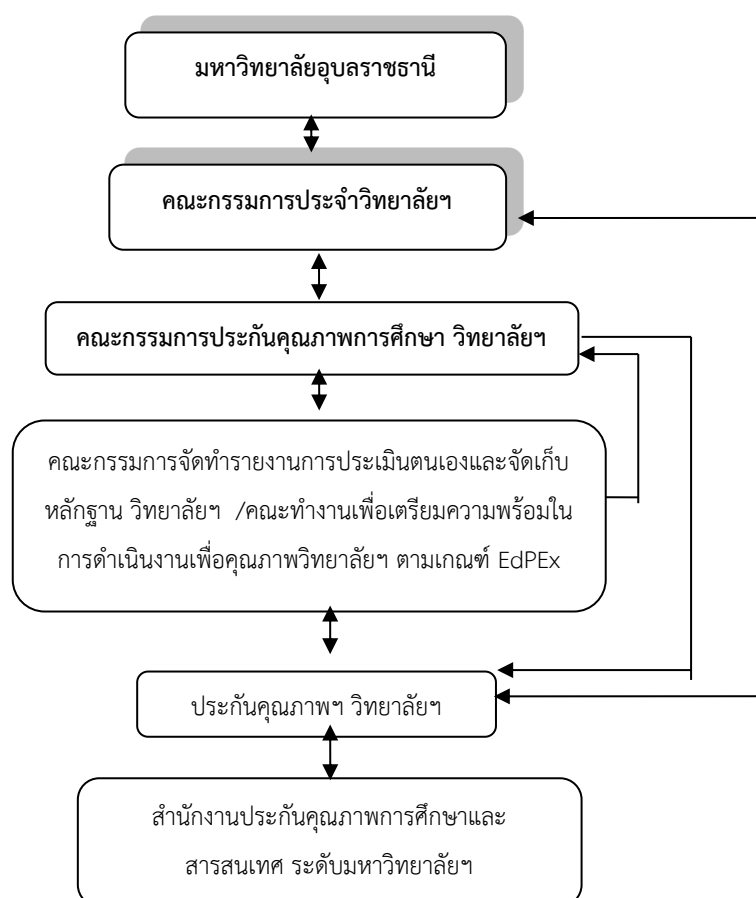 มหาวิทยาลัยอุบลราชธานี
คณะกรรมการประจำวิทยาลัยฯ
คณะกรรมการประกันคุณภาพการศึกษา วิทยาลัยฯ
คณะกรรมการจัดทำรายงานการประเมินตนเองและจัดเก็บ
หลักฐาน วิทยาลัยฯ /คณะทำงานเพื่อเตรียมความพร้อมใน
การดำเนินงานเพื่อคุณภาพวิทยาลัยฯ ตามเกณฑ์ EdPEx
ประกันคุณภาพฯ วิทยาลัยฯ
สำนักงานประกันคุณภาพการศึกษาและ
สารสนเทศ ระดับมหาวิทยาลัยฯ